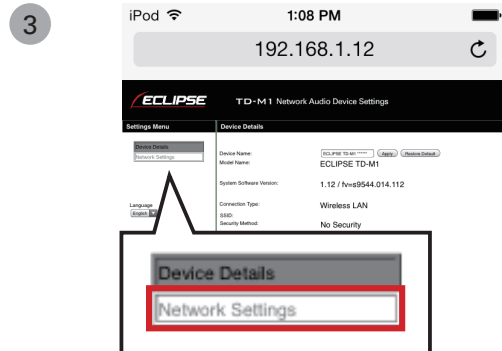 3
iPod 1:08 PM
192.168.1.12
ECLIPSE TD-M1 Network Audio Device Settings
Settings Menu Device Details
Device Details
Network Settings
Device Name: ECLIPSE TD-M1 ****** Apply Restore Default
Model Name: ECLIPSE TD-M1
System Software Version: 1.12 / fv=s9544.014.112
Connection Type: Wireless LAN
Language
SSID:
English
Security Method: No Security
Device Details
Network Settings